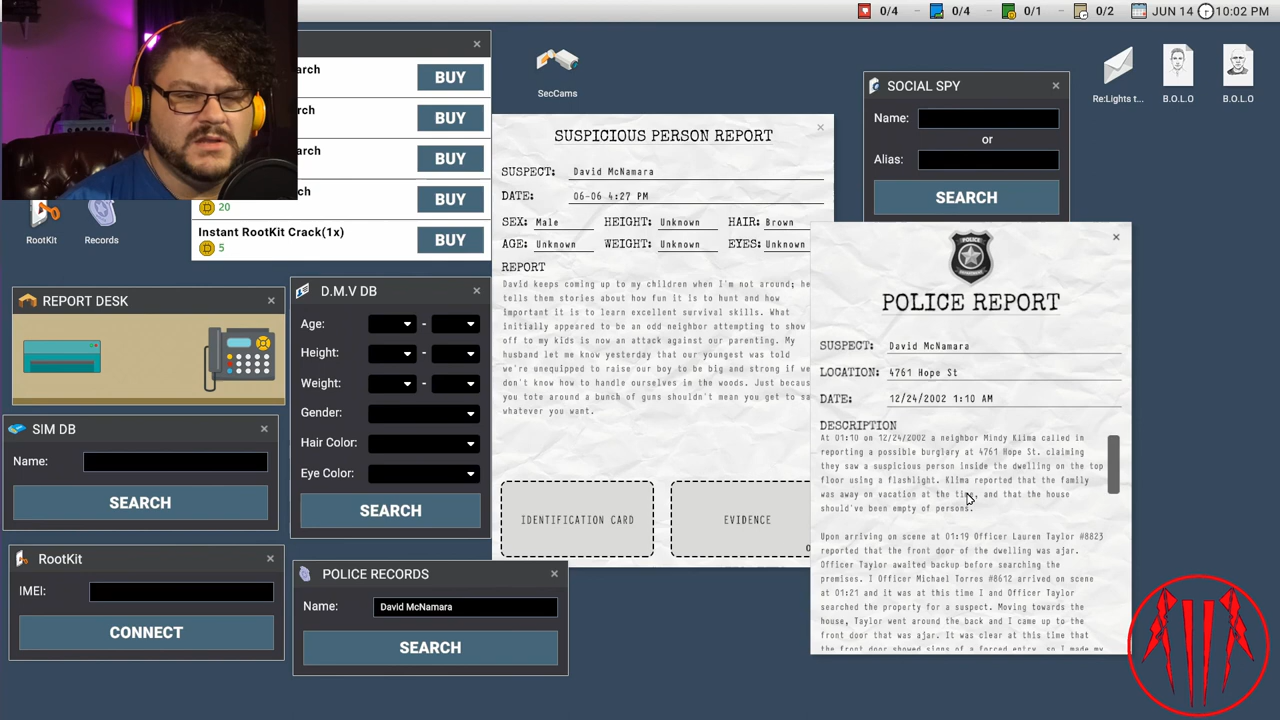 0/4
0/4
0/1
0/2
JUN 14
10:02 PM
arch
BUY
rch
BUY
arch
BUY
ch
20
BUY
Instant RootKit Crack(1x)
5
BUY
RootKit
Records
SecCams
Re:Lights t...
B.O.L.O
B.O.L.O
SOCIAL SPY
Name:
or
Alias:
SEARCH
SUSPICIOUS PERSON REPORT
SUSPECT: David McNamara
DATE: 06-06 4:27 PM
SEX: Male HEIGHT: Unknown HAIR: Brown
AGE: Unknown WEIGHT: Unknown EYES: Unknown
REPORT
David keeps coming up to my children when I'm not around; he
tells them stories about how fun it is to hunt and how
important it is to learn excellent survival skills. What
initially appeared to be an odd neighbor attempting to show
off to my kids is now an attack against our parenting. My
husband let me know yesterday that our youngest was told
we're unequipped to raise our boy to be big and strong if we
don't know how to handle ourselves in the woods. Just becau
you tote around a bunch of guns shouldn't mean you get to sa
whatever you want.
IDENTIFICATION CARD
EVIDENCE
POLICE
DEPARTMENT
POLICE REPORT
SUSPECT: David McNamara
LOCATION: 4761 Hope St
DATE: 12/24/2002 1:10 AM
DESCRIPTION
At 01:10 on 12/24/2002 a neighbor Mindy Klima called in
reporting a possible burglary at 4761 Hope St. claiming
they saw a suspicious person inside the dwelling on the top
floor using a flashlight. Klima reported that the family
was away on vacation at the time, and that the house
should've been empty of persons.
Upon arriving on scene at 01:19 Officer Lauren Taylor #8823
reported that the front door of the dwelling was ajar.
Officer Taylor awaited backup before searching the
premises. I Officer Michael Torres #8612 arrived on scene
at 01:21 and it was at this time I and Officer Taylor
searched the property for a suspect. Moving towards the
house, Taylor went around the back and I came up to the
front door that was ajar. It was clear at this time that
the front door showed signs of a forced entry, so I made my
REPORT DESK
D.M.V DB
Age: -
Height: -
Weight: -
Gender:
Hair Color:
Eye Color:
SEARCH
SIM DB
Name:
SEARCH
RootKit
IMEI:
CONNECT
POLICE RECORDS
Name: David McNamara
SEARCH